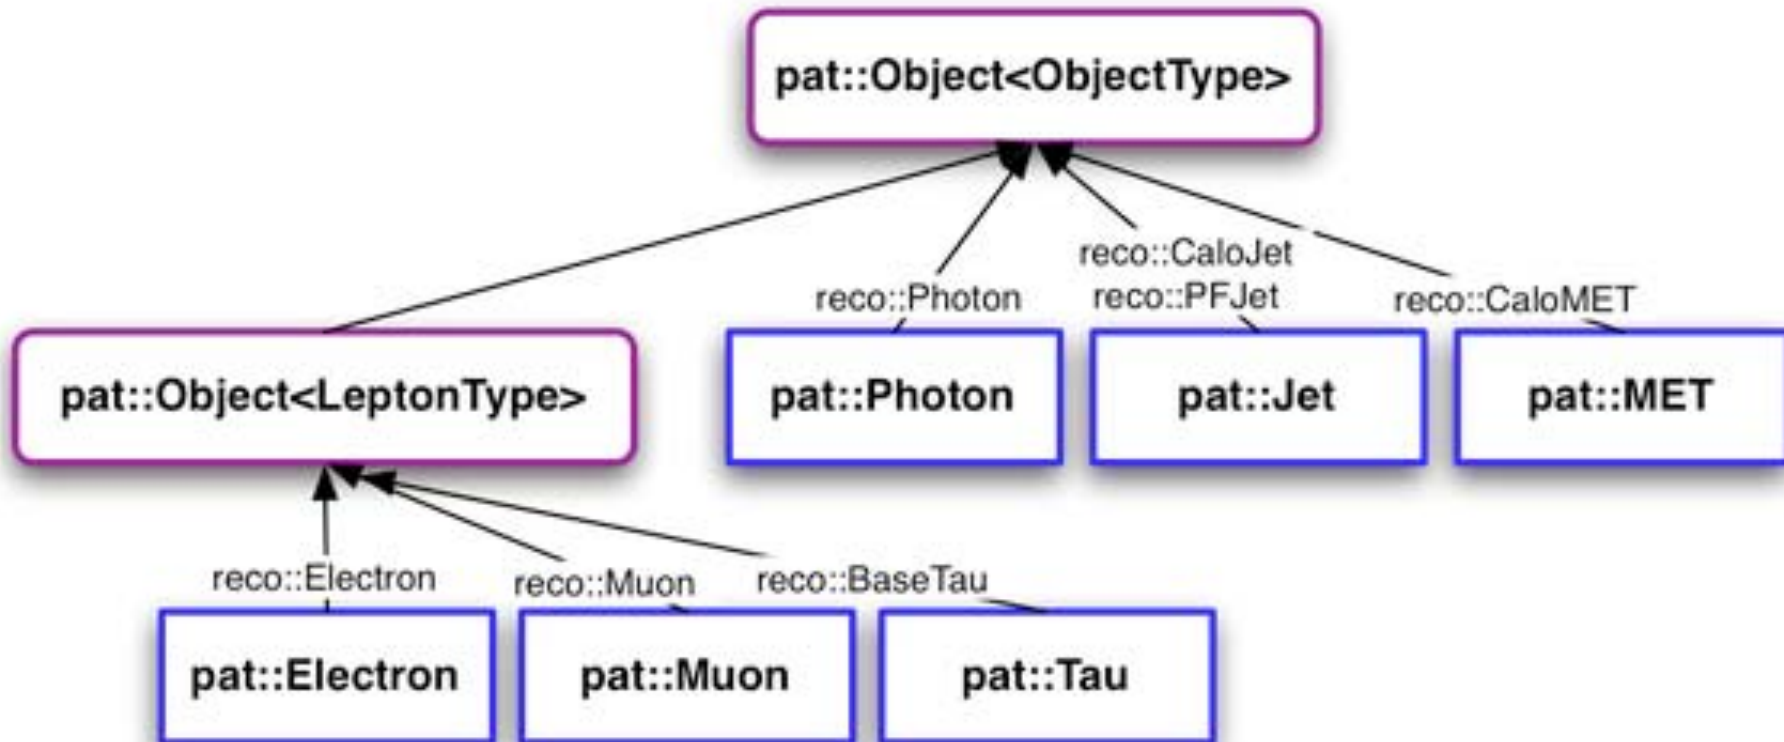 pat::Object<ObjectType>
reco::CaloJet
reco::Photon
reco::PFJet
reco::CaloMET
pat::Object<LeptonType>
pat::Photon
pat::Jet
pat::MET
reco::Electron
reco::Muon
reco::BaseTau
pat::Electron
pat::Muon
pat::Tau